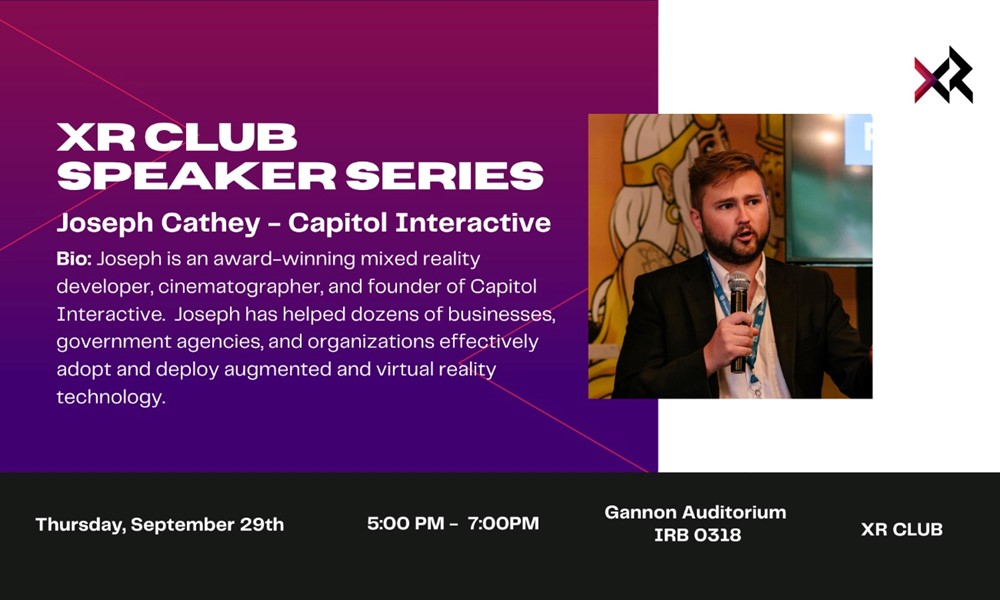 XR
XR CLUB
SPEAKER SERIES
Joseph Cathey - Capitol Interactive
Bio: Joseph is an award-winning mixed reality
developer, cinematographer, and founder of Capitol
Interactive.  Joseph has helped dozens of businesses,
government agencies, and organizations effectively
adopt and deploy augmented and virtual reality
technology.
Thursday, September 29th
5:00 PM -  7:00PM
Gannon Auditorium
IRB 0318
XR CLUB